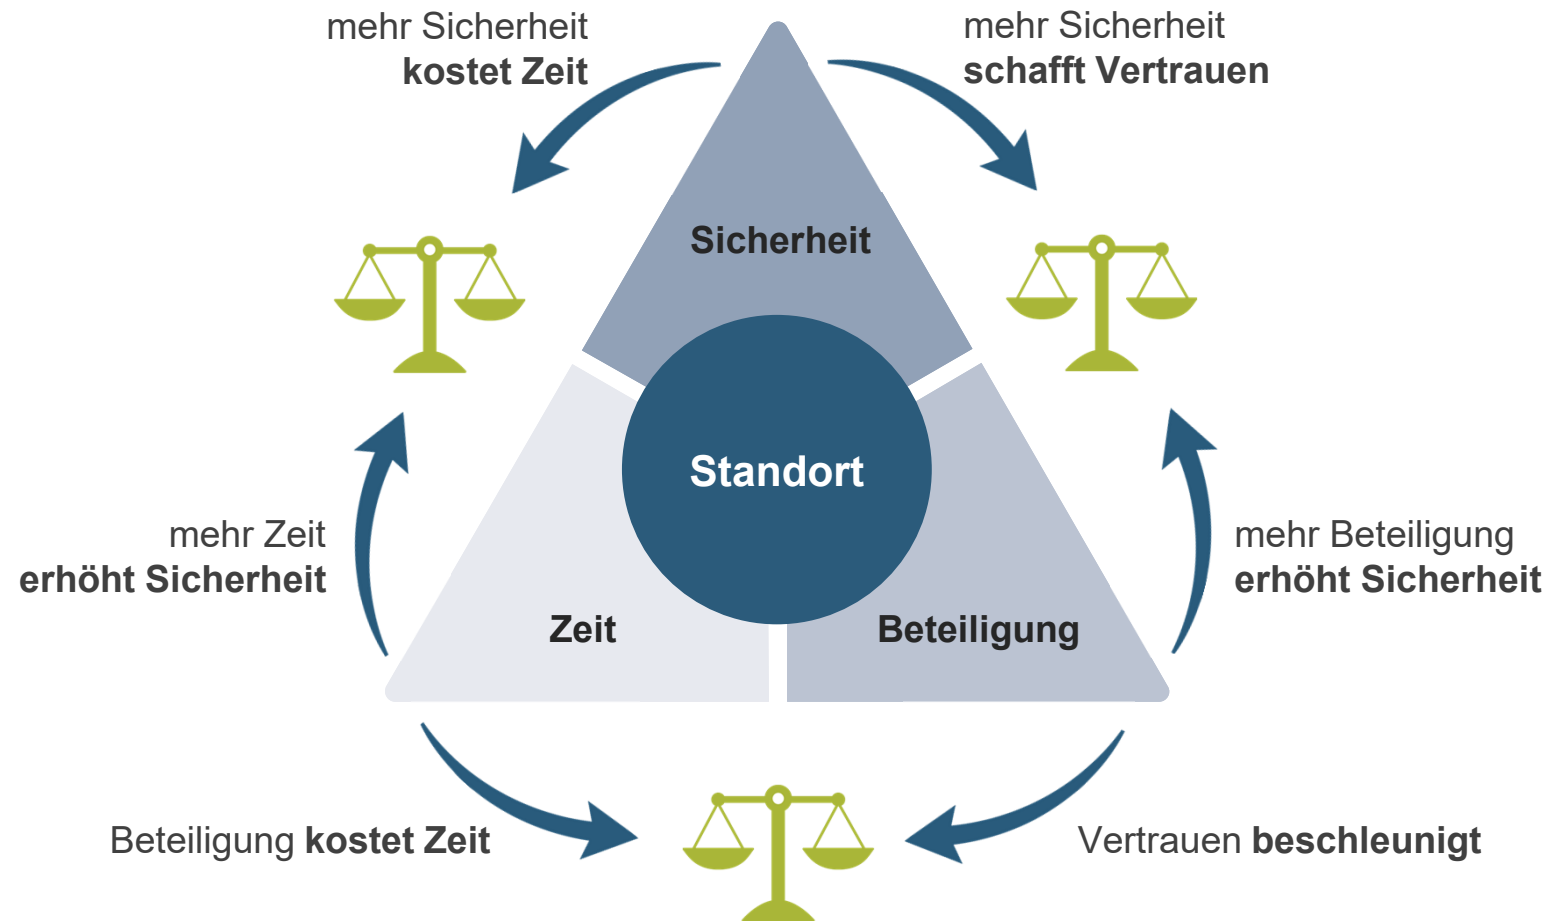 mehr Sicherheit
kostet Zeit
mehr Sicherheit
schafft Vertrauen
Sicherheit
Standort
mehr Zeit
erhöht Sicherheit
mehr Beteiligung
erhöht Sicherheit
Zeit
Beteiligung
Beteiligung kostet Zeit
Vertrauen beschleunigt